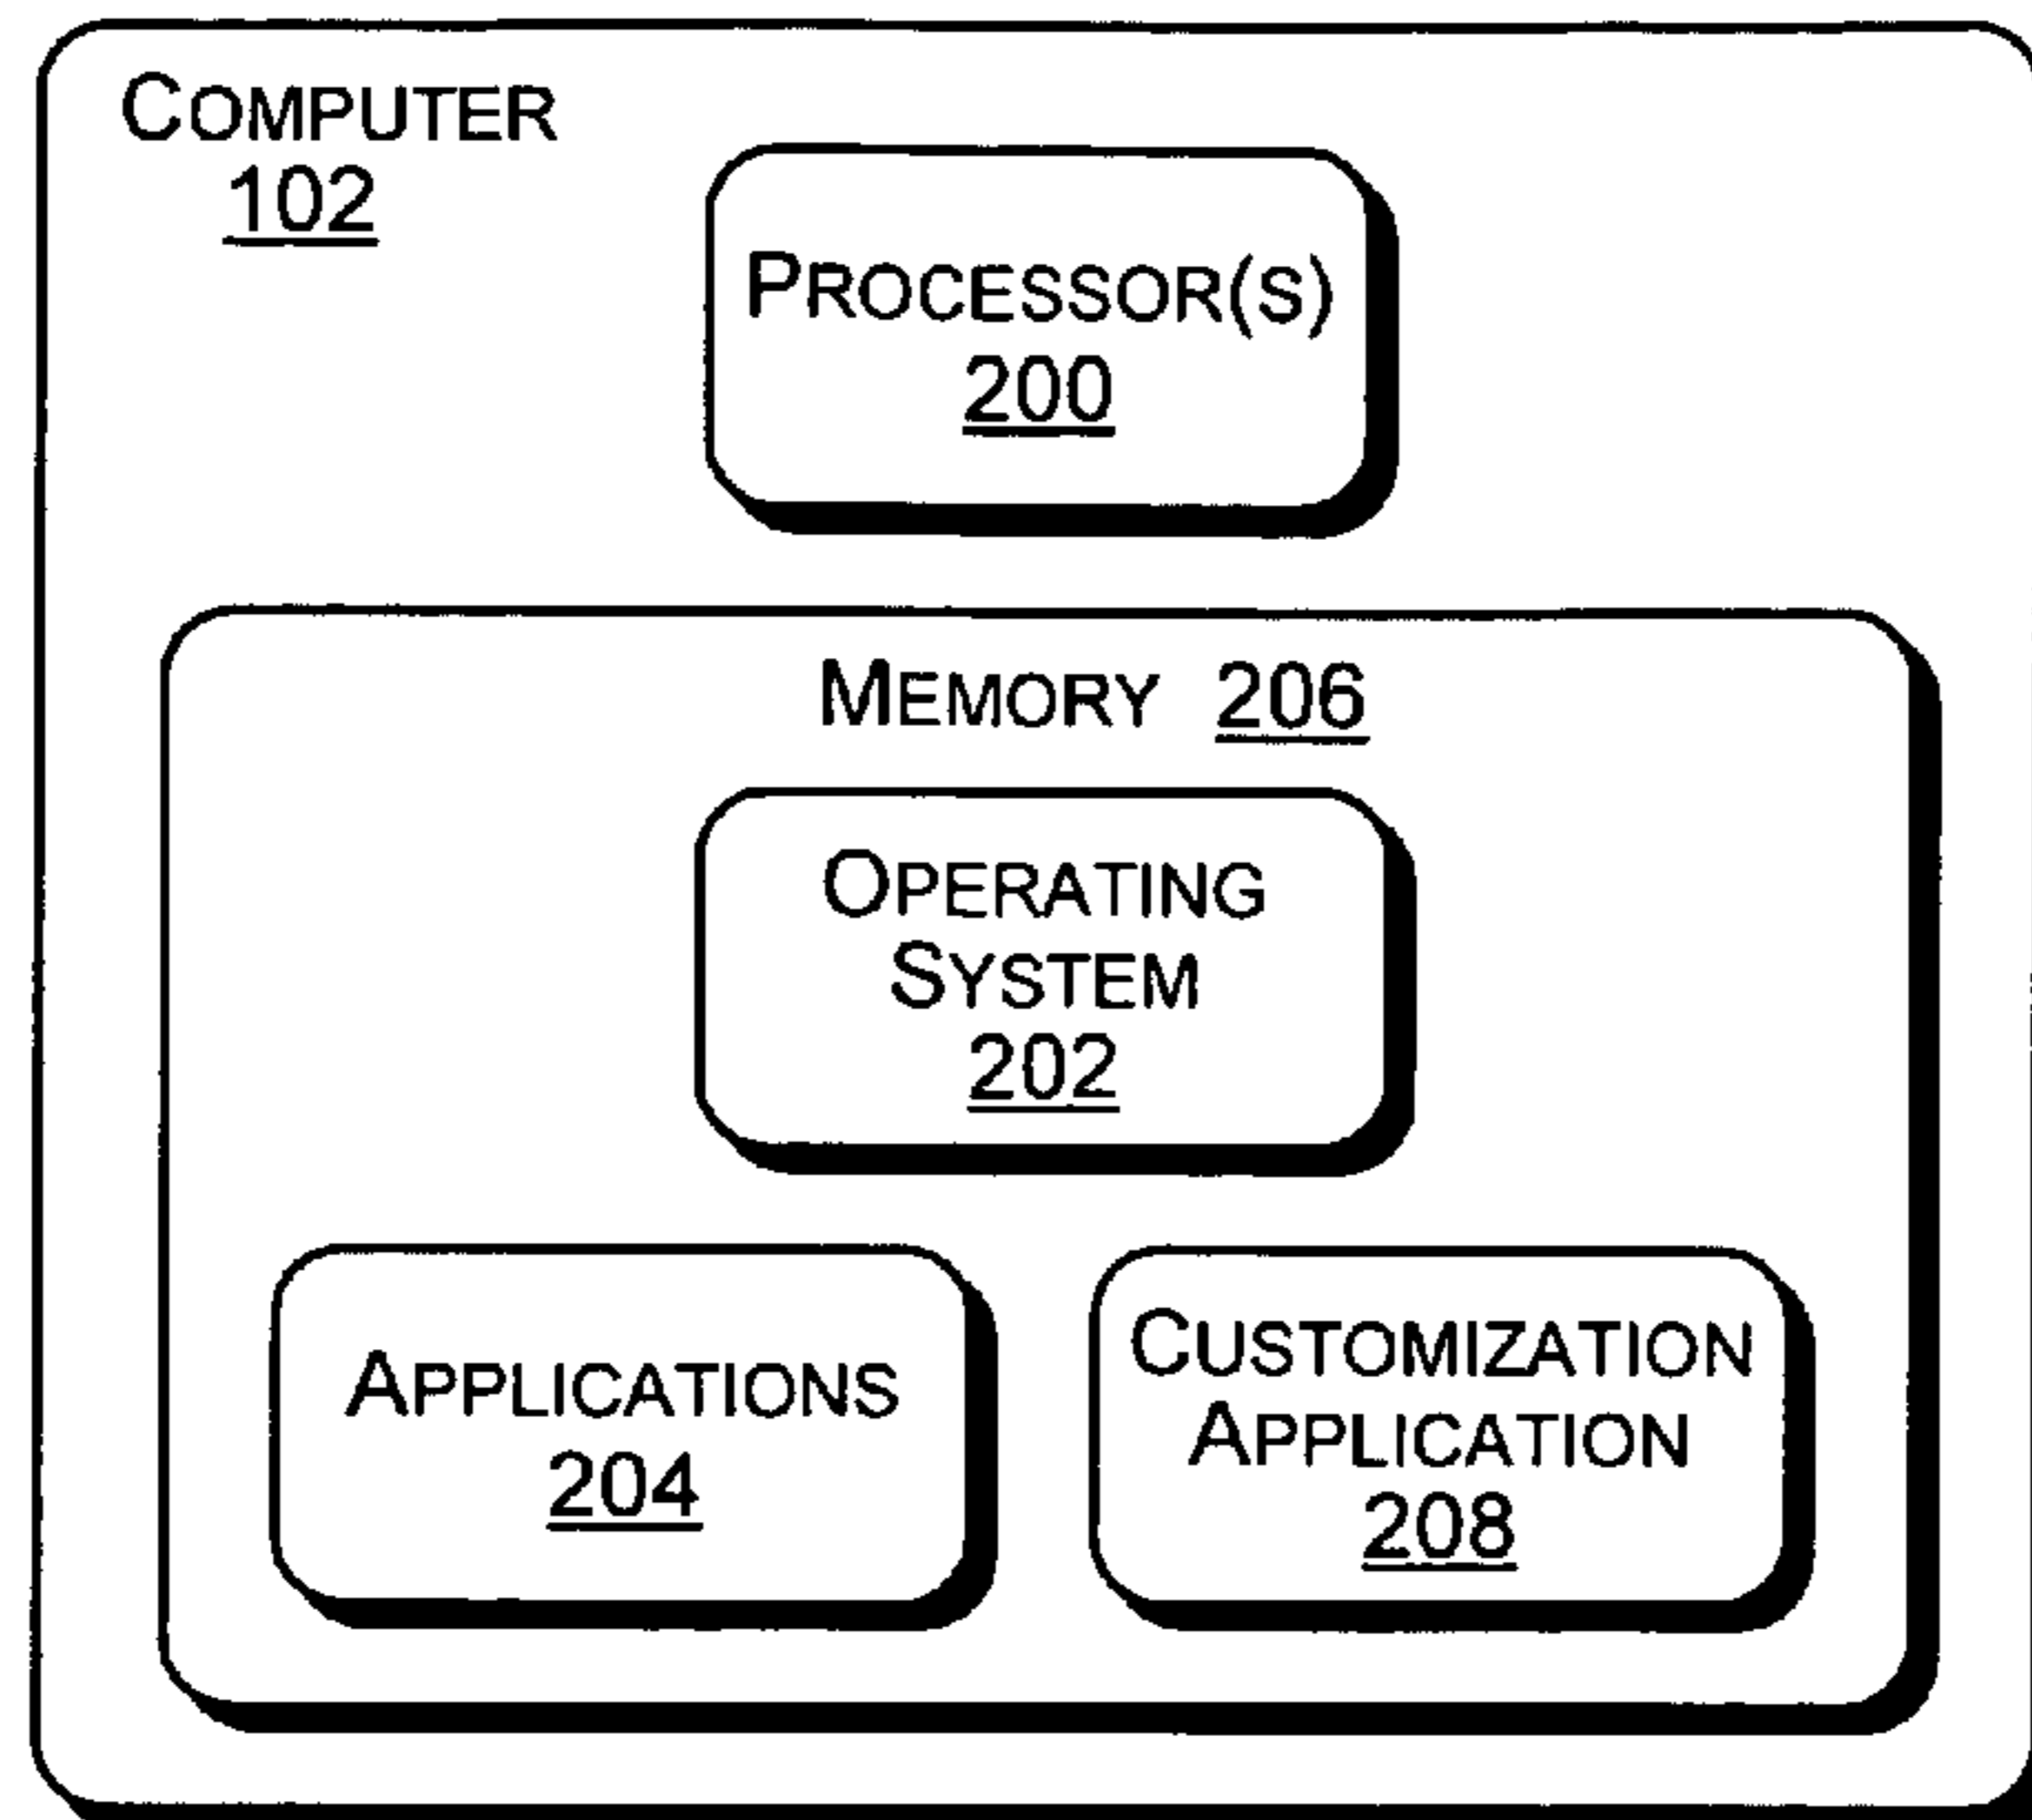 COMPUTER
102
PROCESSOR(S)
200
MEMORY 206
OPERATING
SYSTEM
202
APPLICATIONS
204
CUSTOMIZATION
APPLICATION
208